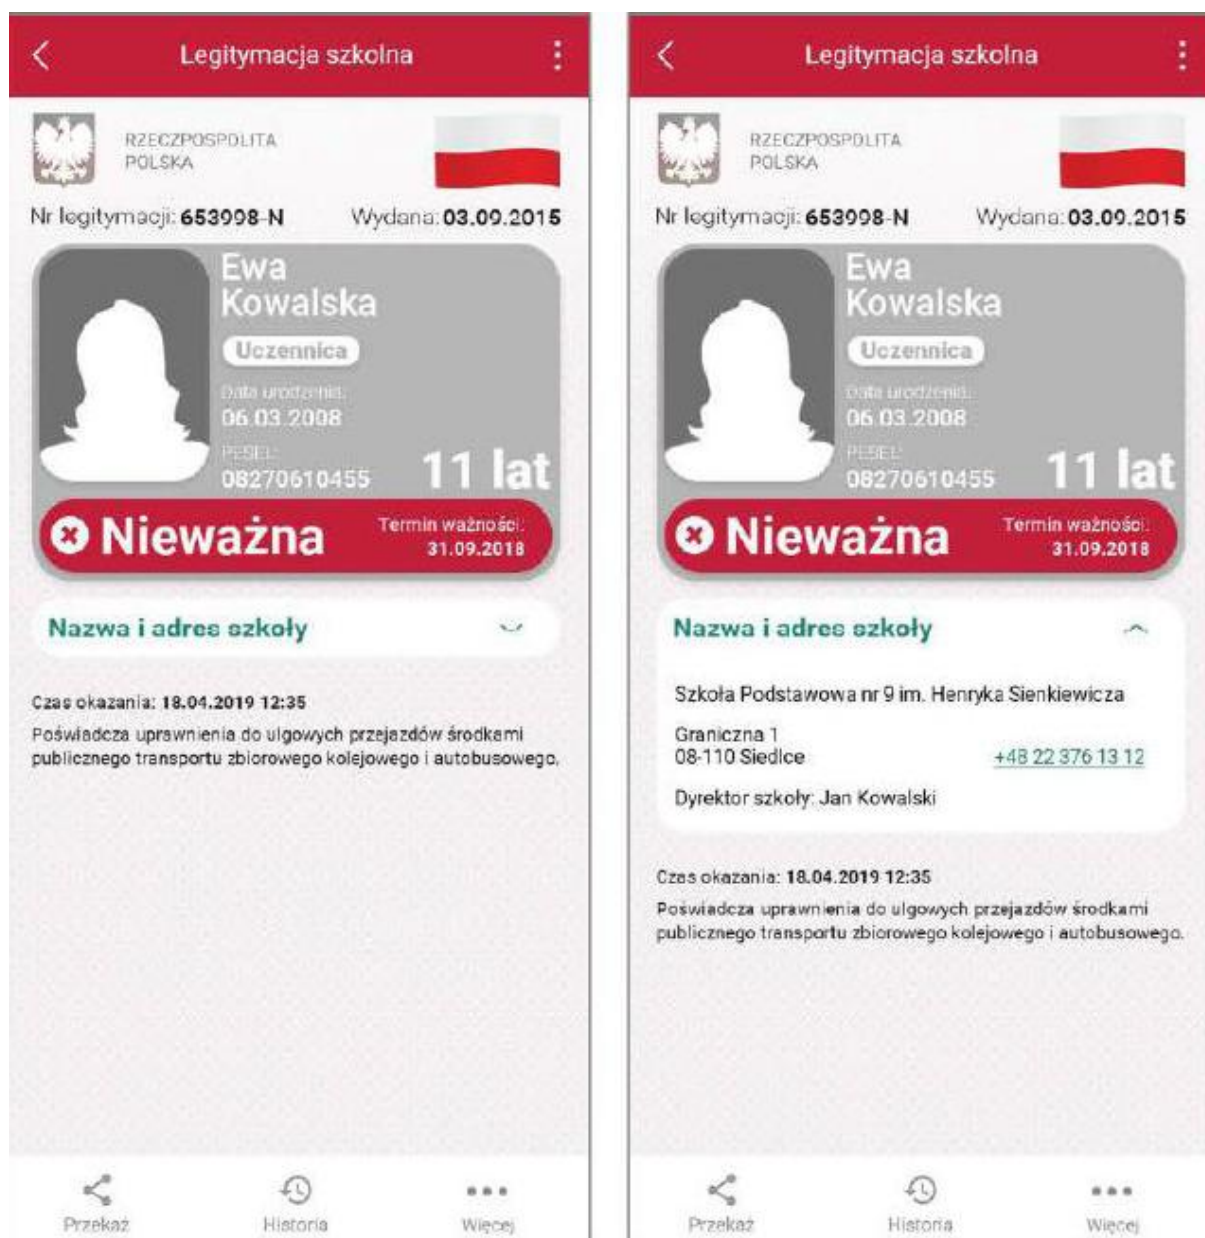 Legitymacja szkolna
RZECZPOSPOLITA
POLSKA
Nr legitymacji: 653998-N Wydana: 03.09.2015
Ewa
Kowalska
Uczennica
Data urodzenia:
06.03.2008
PESEL:
08270610455
11 lat
Nieważna
Termin ważności:
31.09.2018
Nazwa i adres szkoły
Czas okazania: 18.04.2019 12:35
Poświadcza uprawnienia do ulgowych przejazdów środkami
publicznego transportu zbiorowego kolejowego i autobusowego.
Przekaż Historia Więcej
Legitymacja szkolna
RZECZPOSPOLITA
POLSKA
Nr legitymacji: 653998-N Wydana: 03.09.2015
Ewa
Kowalska
Uczennica
Data urodzenia:
06.03.2008
PESEL:
08270610455
11 lat
Nieważna
Termin ważności:
31.09.2018
Nazwa i adres szkoły
Szkoła Podstawowa nr 9 im. Henryka Sienkiewicza
Graniczna 1
08-110 Siedlce +48 22 376 13 12
Dyrektor szkoły: Jan Kowalski
Czas okazania: 18.04.2019 12:35
Poświadcza uprawnienia do ulgowych przejazdów środkami
publicznego transportu zbiorowego kolejowego i autobusowego.
Przekaż Historia Więcej